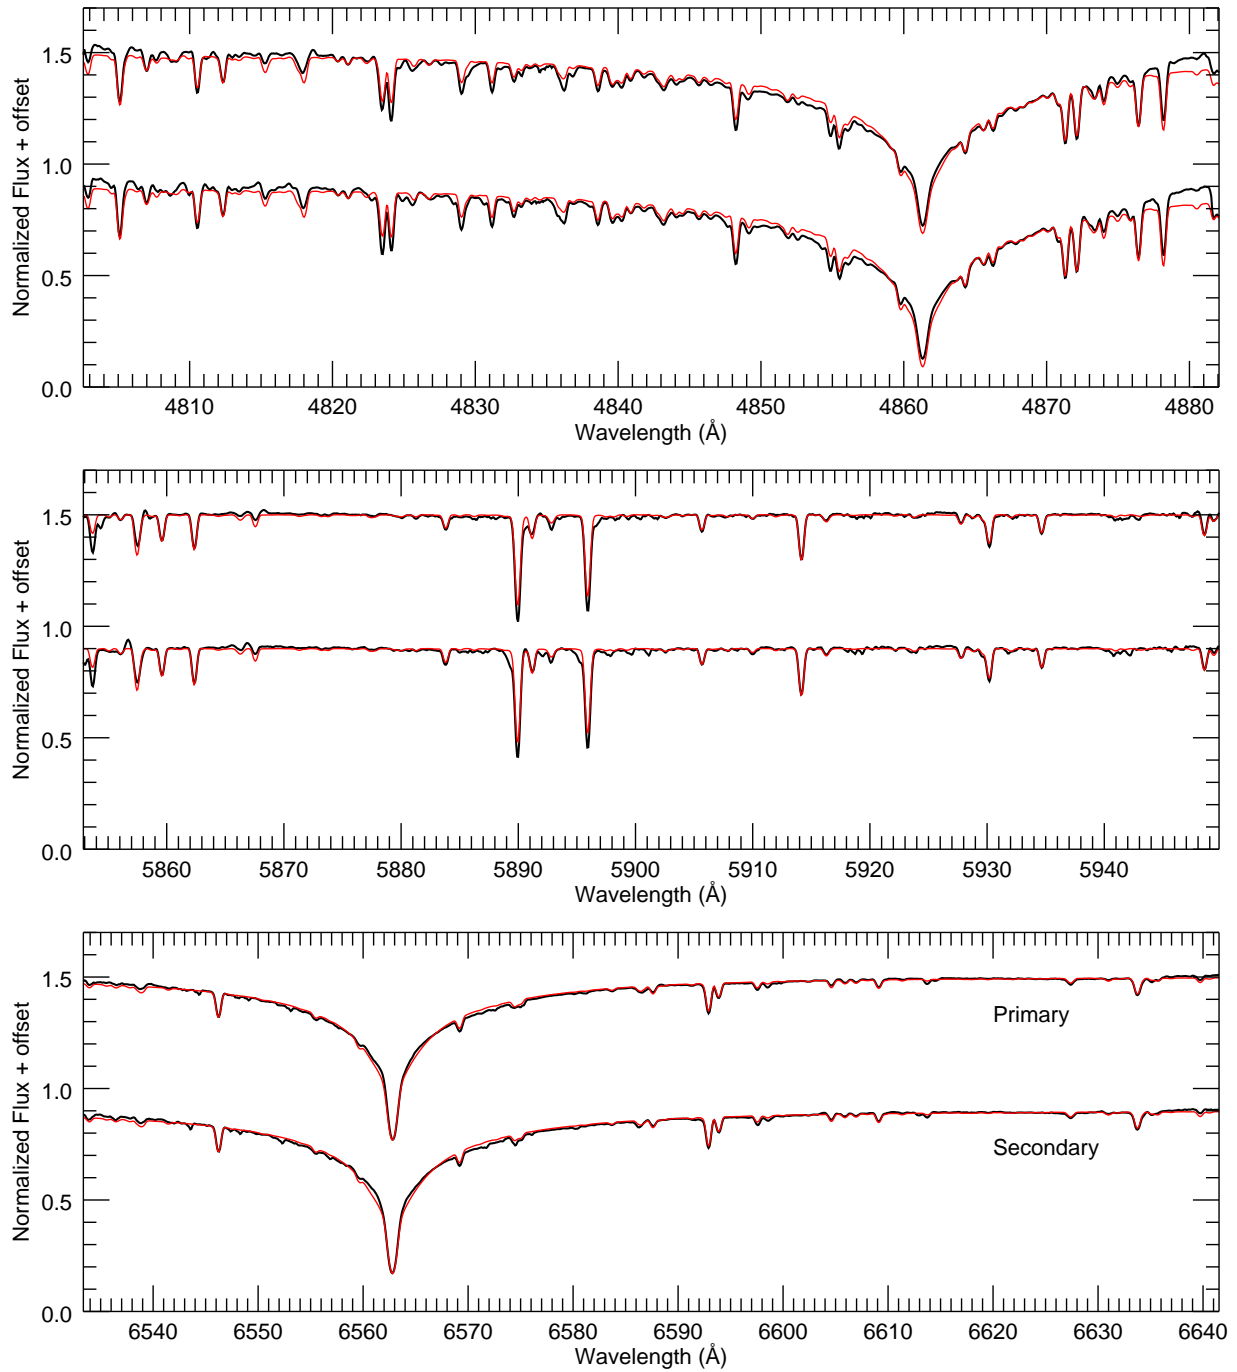 Normalized Flux + offset
1.5
1.0
0.5
0.0
4810 4820 4830 4840 4850 4860 4870 4880
Wavelength (Å)
Normalized Flux + offset
1.5
1.0
0.5
0.0
5860 5870 5880 5890 5900 5910 5920 5930 5940
Wavelength (Å)
Normalized Flux + offset
1.5
Primary
1.0
Secondary
0.5
0.0
6540 6550 6560 6570 6580 6590 6600 6610 6620 6630 6640
Wavelength (Å)